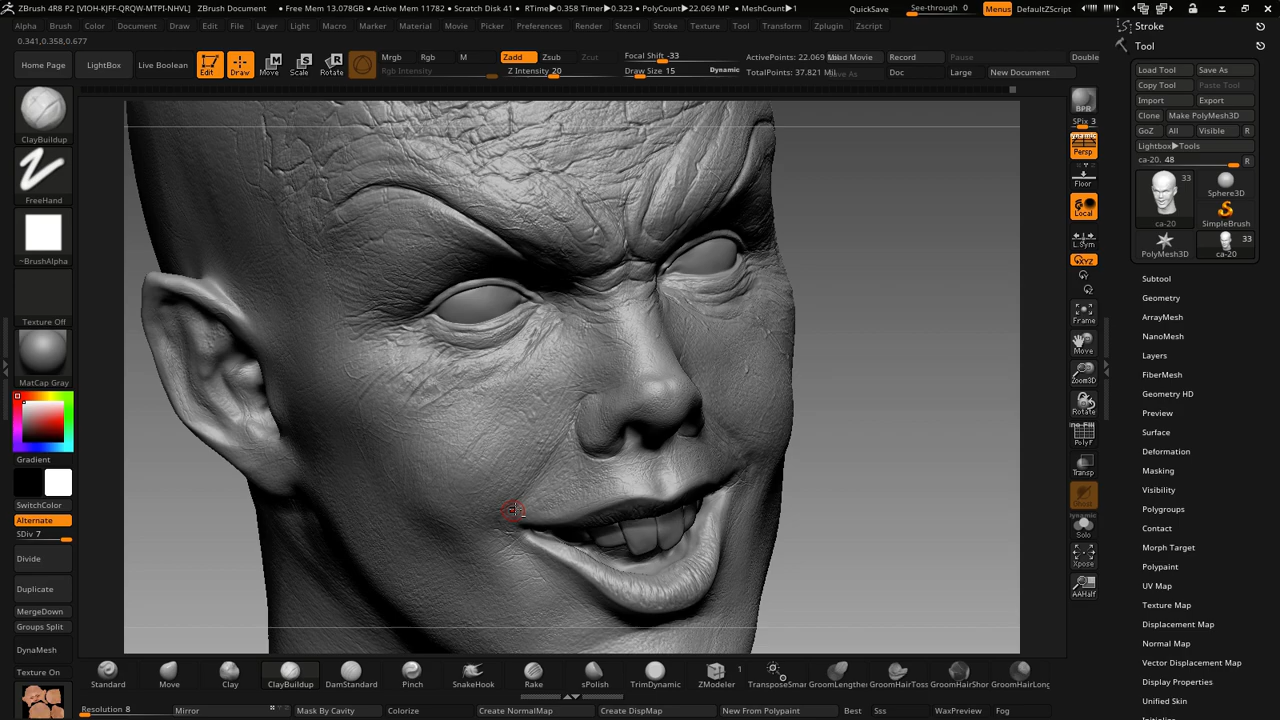 ZBrush 4R8 P2 [VIOH-KJFF-QRQW-MTPI-NHVL] ZBrush Document ● Free Mem 13.078GB ● Active Mem 11782 ● Scratch Disk 41 ● RTime▶0.358 Timer▶0.323 ● PolyCount▶22.069 MP ● MeshCount▶1 QuickSave See-through 0 Menus DefaultZScript
Alpha Brush Color Document Draw Edit File Layer Light Macro Marker Material Movie Picker Preferences Render Stencil Stroke Texture Tool Transform Zplugin Zscript
0.341,0.358,0.677
Home Page LightBox Live Boolean Edit Draw Move Scale Rotate
Mrgb Rgb M
Rgb Intensity
Zadd Zsub Zcut
Z Intensity 20
Focal Shift -33
Draw Size 15 Dynamic
ActivePoints: 22.069 Mil
TotalPoints: 37.821 Mil
Record Pause Double
Doc Large New Document
ClayBuildup
FreeHand
~BrushAlpha
Texture Off
MatCap Gray
Gradient
SwitchColor
Alternate
SDiv 7
Divide
Duplicate
MergeDown
Groups Split
DynaMesh
Texture On
BPR
SPix 3
Dynamic
Persp
Floor
Local
L.Sym
XYZ
Y
Z
Frame
Move
Zoom3D
Rotate
PolyF
Transp
Dynamic
Solo
Xpose
AAHalf
Stroke
Tool
Load Tool Save As
Copy Tool Paste Tool
Import Export
Clone Make PolyMesh3D
GoZ All Visible R
Lightbox▶Tools
ca-20. 48 R
33
ca-20
Sphere3D
SimpleBrush
PolyMesh3D
33
ca-20
Subtool
Geometry
ArrayMesh
NanoMesh
Layers
FiberMesh
Geometry HD
Preview
Surface
Deformation
Masking
Visibility
Polygroups
Contact
Morph Target
Polypaint
UV Map
Texture Map
Displacement Map
Normal Map
Vector Displacement Map
Display Properties
Unified Skin
Standard Move Clay ClayBuildup DamStandard Pinch SnakeHook Rake sPolish TrimDynamic ZModeler 1 TransposeSmar GroomLengthen GroomHairToss GroomHairShor GroomHairLong
Resolution 8 Mirror Mask By Cavity Colorize Create NormalMap Create DispMap New From Polypaint Best Sss WaxPreview Fog